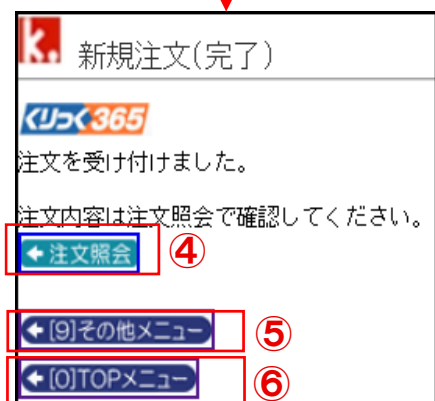 k. 新規注文(完了)
くりっく365
注文を受け付けました。
注文内容は注文照会で確認してください。
注文照会 ④
[9]その他メニュー ⑤
[0]TOPメニュー ⑥